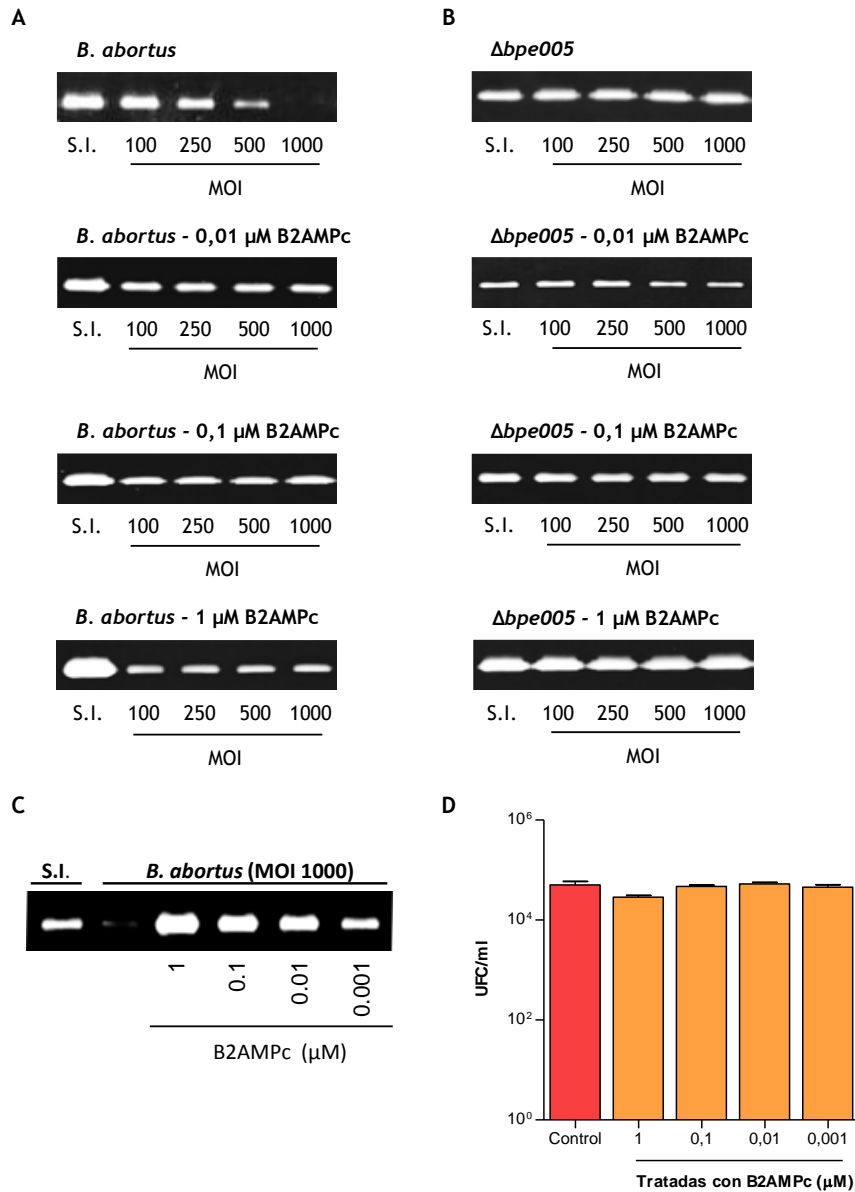 A
B. abortus
S.I. 100 250 500 1000
MOI
B. abortus - 0,01 µM B2AMPc
S.I. 100 250 500 1000
MOI
B. abortus - 0,1 µM B2AMPc
S.I. 100 250 500 1000
MOI
B. abortus - 1 µM B2AMPc
S.I. 100 250 500 1000
MOI
B
Δbpe005
S.I. 100 250 500 1000
MOI
Δbpe005 - 0,01 µM B2AMPc
S.I. 100 250 500 1000
MOI
Δbpe005 - 0,1 µM B2AMPc
S.I. 100 250 500 1000
MOI
Δbpe005 - 1 µM B2AMPc
S.I. 100 250 500 1000
MOI
C
S.I. B. abortus (MOI 1000)
1 0.1 0.01 0.001
B2AMPc (µM)
D
UFC/ml
10⁶
10⁴
10²
10⁰
Control 1 0,1 0,01 0,001
Tratadas con B2AMPc (µM)